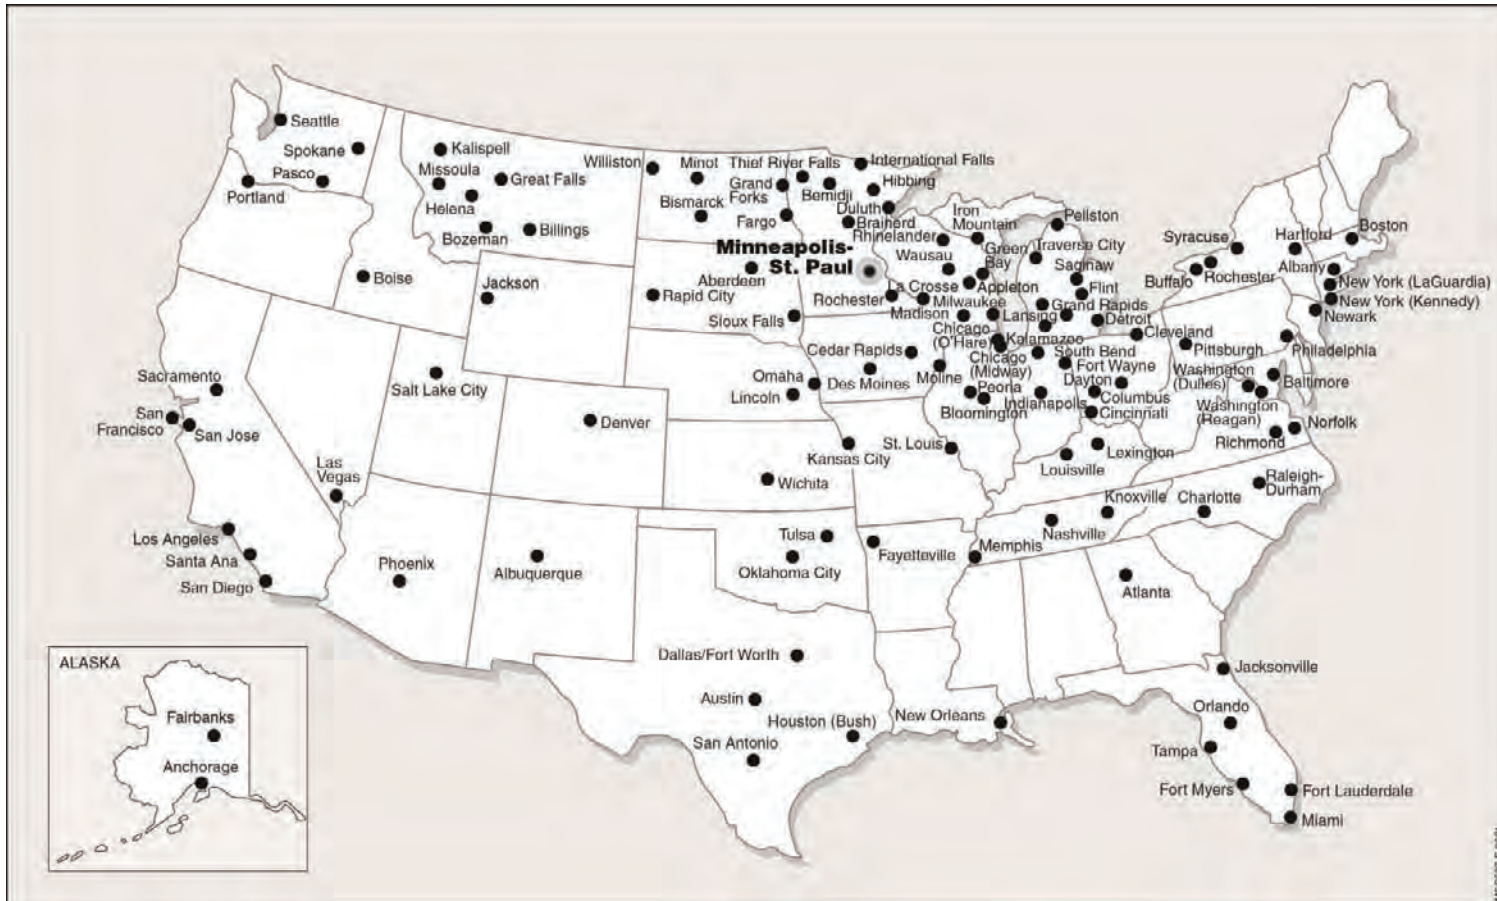 Seattle
Spokane
Pasco
Portland
Kalispell
Missoula
Great Falls
Helena
Bozeman
Billings
Boise
Jackson
Williston
Minot
Bismarck
Thief River Falls
Grand
Forks
Fargo
Bemidji
International Falls
Hibbing
Duluth
Brainerd
Rhinelander
Iron
Mountain
Pellston
Traverse City
Green
Bay
Wausau
Minneapolis-
St. Paul
Aberdeen
Rapid City
Sioux Falls
Rochester
La Crosse
Appleton
Milwaukee
Madison
Saginaw
Flint
Grand Rapids
Lansing
Detroit
Kalamazoo
Chicago
(O'Hare)
Chicago
(Midway)
South Bend
Fort Wayne
Cleveland
Syracuse
Buffalo
Rochester
Hartford
Boston
Albany
New York (LaGuardia)
New York (Kennedy)
Newark
Pittsburgh
Philadelphia
Washington
(Dulles)
Baltimore
Washington
(Reagan)
Richmond
Norfolk
Cedar Rapids
Des Moines
Moline
Omaha
Lincoln
Peoria
Bloomington
Indianapolis
Dayton
Columbus
Cincinnati
Sacramento
San
Francisco
San Jose
Salt Lake City
Denver
Las
Vegas
Kansas City
St. Louis
Wichita
Louisville
Lexington
Knoxville
Nashville
Memphis
Charlotte
Raleigh-
Durham
Los Angeles
Santa Ana
San Diego
Phoenix
Albuquerque
Tulsa
Oklahoma City
Fayetteville
Atlanta
Dallas/Fort Worth
Austin
Houston (Bush)
San Antonio
New Orleans
Jacksonville
Orlando
Tampa
Fort Myers
Fort Lauderdale
Miami
ALASKA
Fairbanks
Anchorage